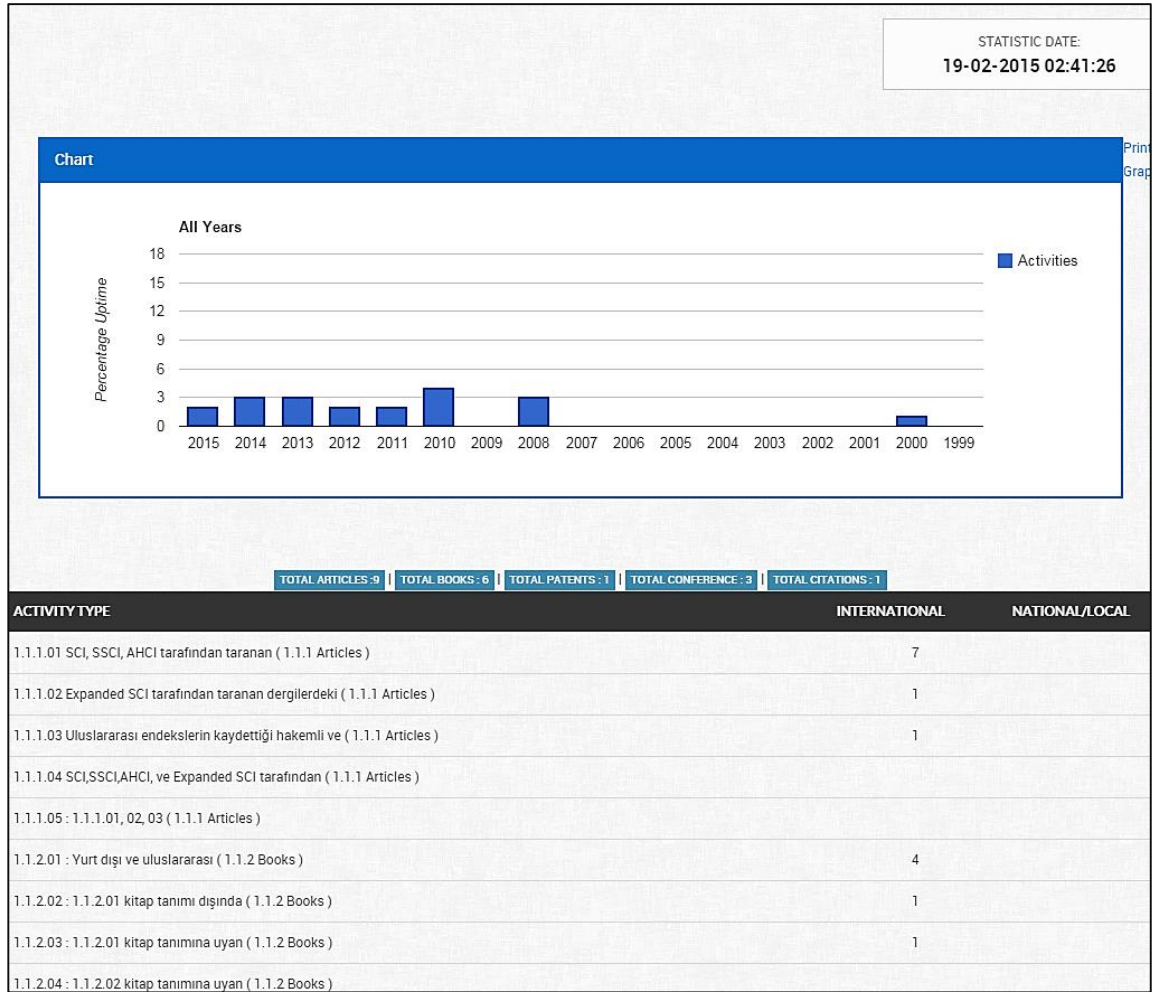 STATISTIC DATE:
19-02-2015 02:41:26
Print
Chart
All Years
18
Activities
15
12
9
6
3
0
Percentage Uptime
2015 2014 2013 2012 2011 2010 2009 2008 2007 2006 2005 2004 2003 2002 2001 2000 1999
TOTAL ARTICLES :9 | TOTAL BOOKS : 6 | TOTAL PATENTS : 1 | TOTAL CONFERENCE : 3 | TOTAL CITATIONS : 1
ACTIVITY TYPE INTERNATIONAL NATIONAL/LOCAL
1.1.1.01 SCI, SSCI, AHCI tarafından taranan ( 1.1.1 Articles ) 7
1.1.1.02 Expanded SCI tarafından taranan dergilerdeki ( 1.1.1 Articles ) 1
1.1.1.03 Uluslararası endekslerin kaydettiği hakemli ve ( 1.1.1 Articles ) 1
1.1.1.04 SCI,SSCI,AHCI, ve Expanded SCI tarafından ( 1.1.1 Articles )
1.1.1.05 : 1.1.1.01, 02, 03 ( 1.1.1 Articles )
1.1.2.01 : Yurt dışı ve uluslararası ( 1.1.2 Books ) 4
1.1.2.02 : 1.1.2.01 kitap tanımı dışında ( 1.1.2 Books ) 1
1.1.2.03 : 1.1.2.01 kitap tanımına uyan ( 1.1.2 Books ) 1
1.1.2.04 : 1.1.2.02 kitap tanımına uyan ( 1.1.2 Books )